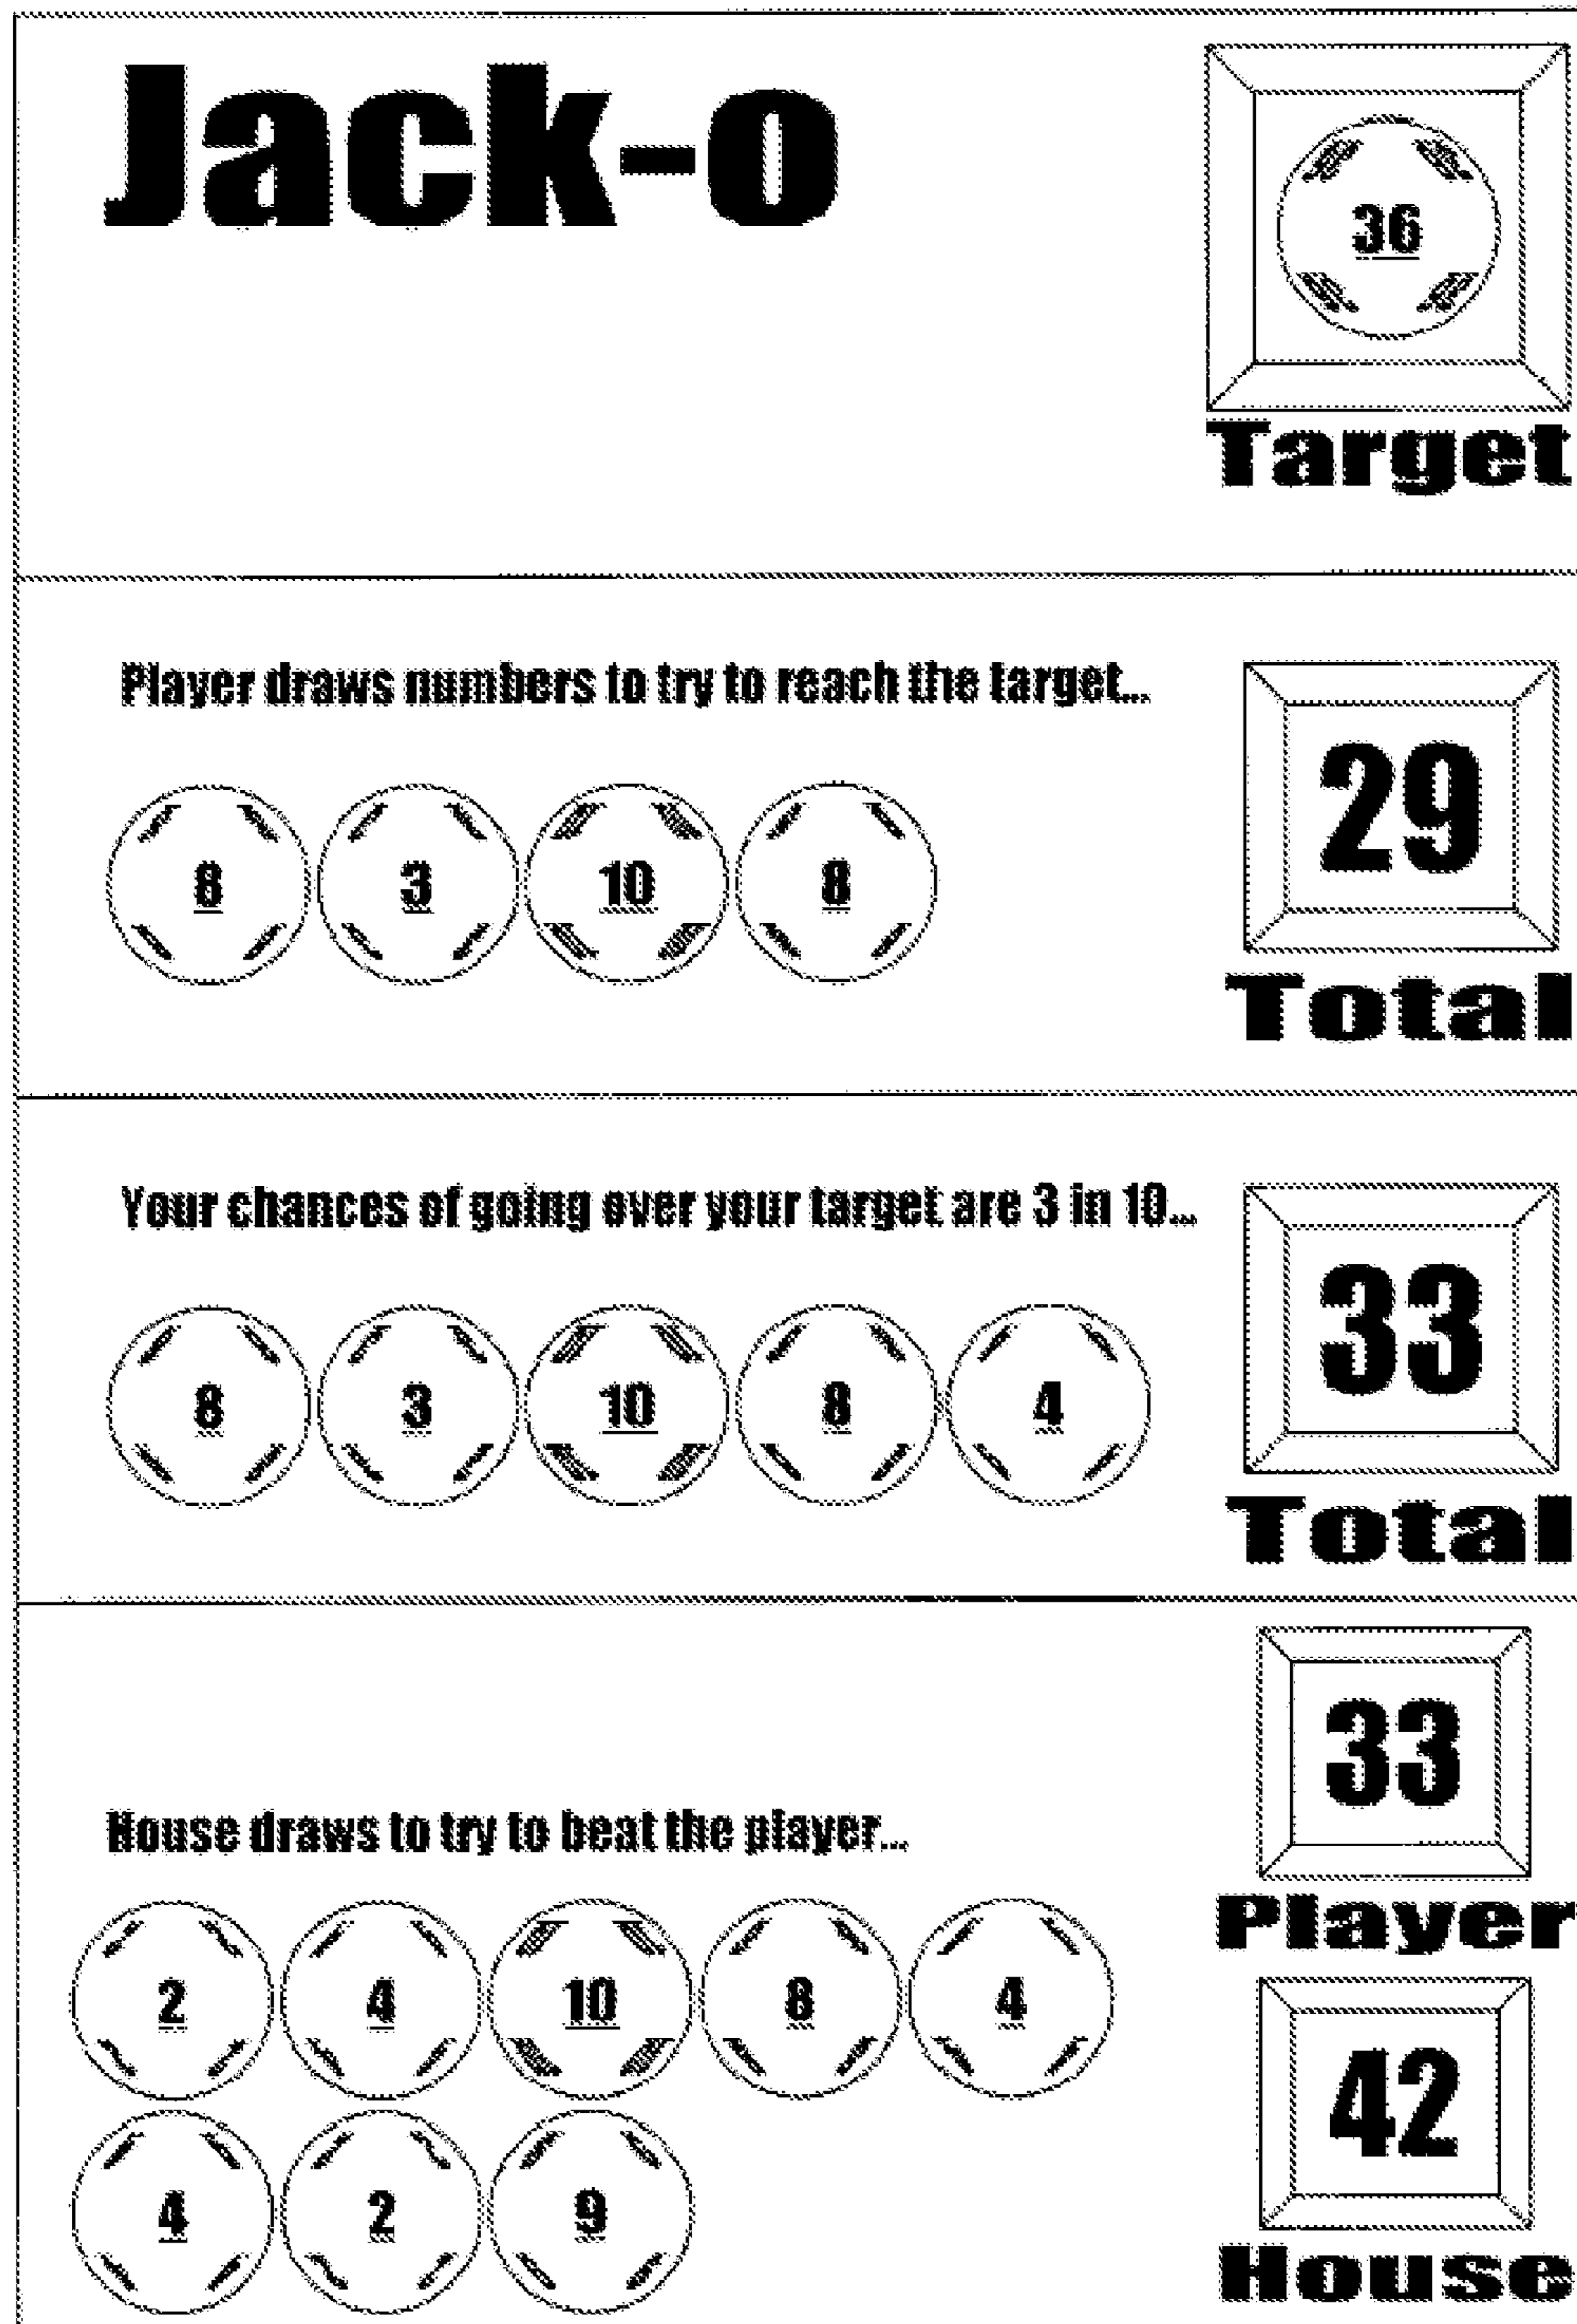 Jack-o
36
Target
Player draws numbers to try to reach the target...
8 3 10 8
29
Total
Your chances of going over your target are 3 in 10...
8 3 10 8 4
33
Total
33
Player
House draws to try to beat the player...
2 4 10 8 4
4 2 9
42
House